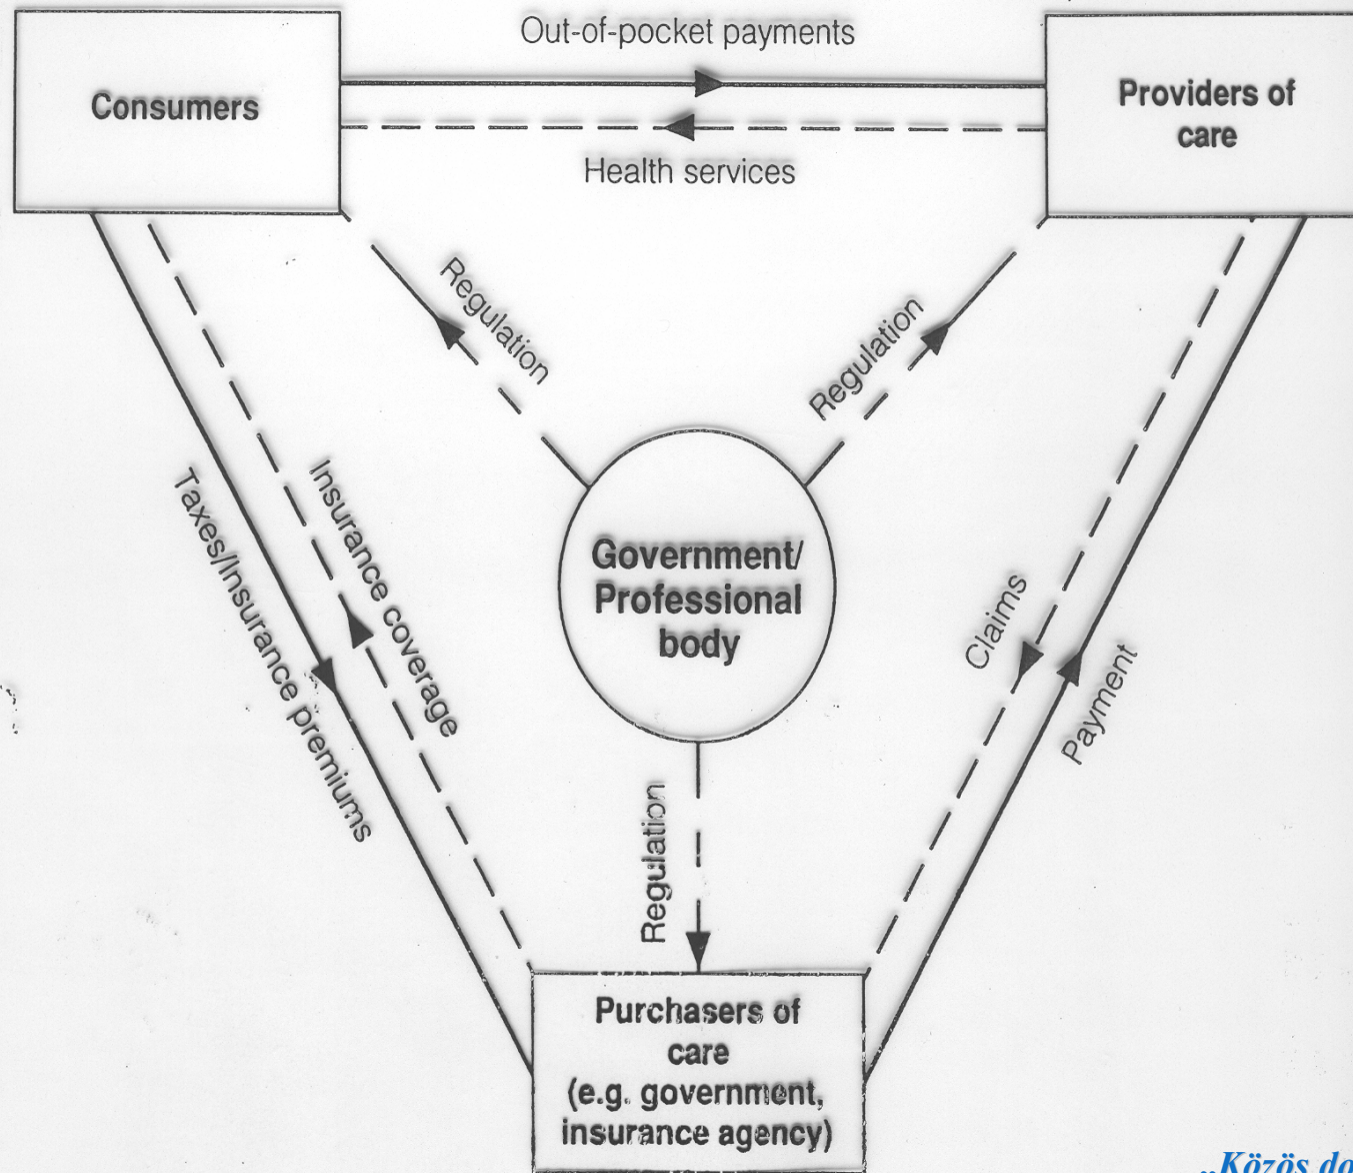 Out-of-pocket payments
Consumers
Providers of
care
Health services
Regulation
Regulation
Taxes/Insurance premiums
Insurance coverage
Government/
Professional
body
Claims
Payment
Regulation
Purchasers of
care
(e.g. government,
insurance agency)
„Közös do